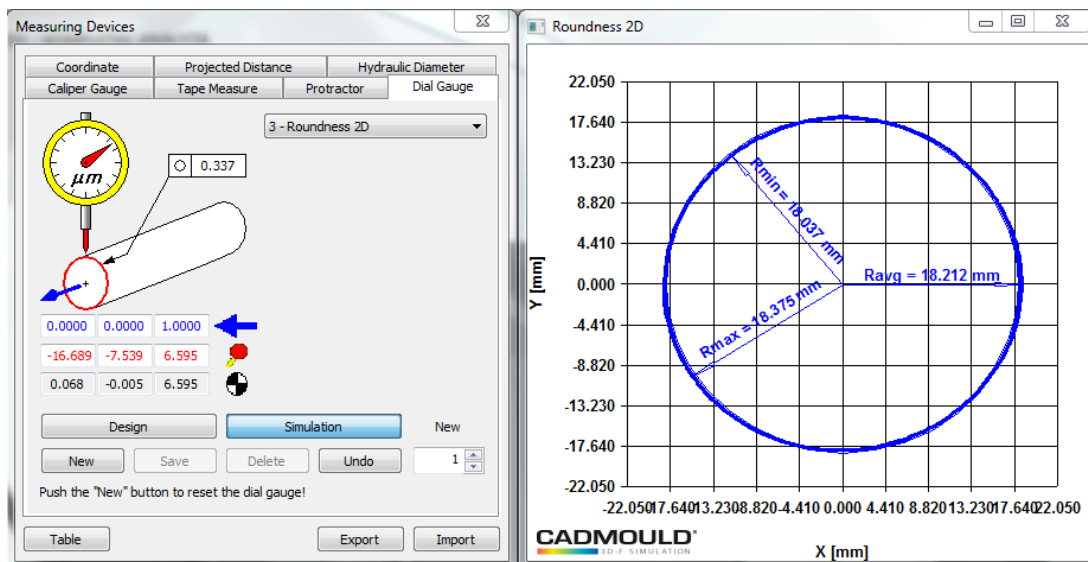 Measuring Devices
Coordinate Projected Distance Hydraulic Diameter
Caliper Gauge Tape Measure Protractor Dial Gauge
3 - Roundness 2D
μm
0.337
0.0000 0.0000 1.0000
-16.689 -7.539 6.595
0.068 -0.005 6.595
Design Simulation New
New Save Delete Undo 1
Push the "New" button to reset the dial gauge!
Table Export Import
Roundness 2D
22.050
17.640
13.230
8.820
4.410
0.000
-4.410
-8.820
-13.230
-17.640
-22.050
Y [mm]
Rmin = 18.037 mm
Ravg = 18.212 mm
Rmax = 18.375 mm
-22.050 -17.640 -13.230 -8.820 -4.410 0.000 4.410 8.820 13.230 17.640 22.050
X [mm]
CADMOULD®
3D-F SIMULATION